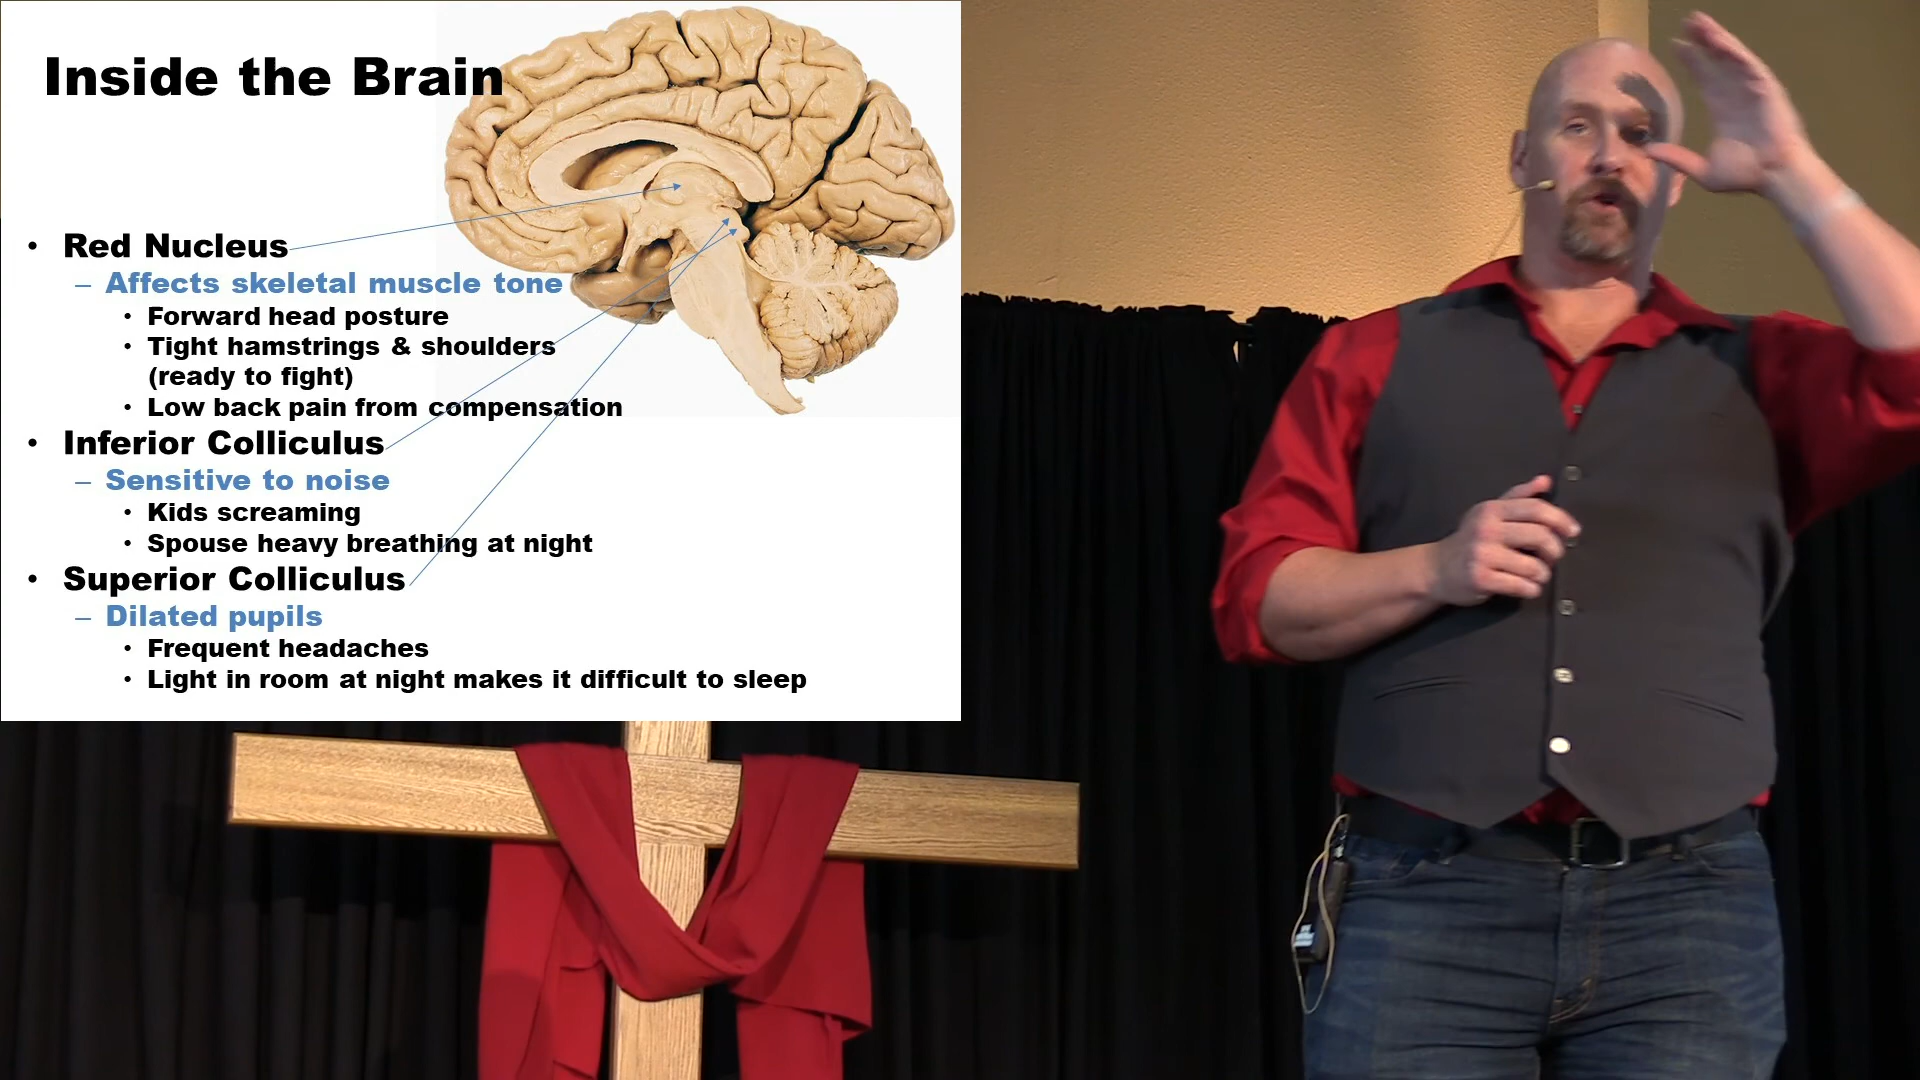 Inside the Brain
• Red Nucleus
– Affects skeletal muscle tone
• Forward head posture
• Tight hamstrings & shoulders
(ready to fight)
• Low back pain from compensation
• Inferior Colliculus
– Sensitive to noise
• Kids screaming
• Spouse heavy breathing at night
• Superior Colliculus
– Dilated pupils
• Frequent headaches
• Light in room at night makes it difficult to sleep